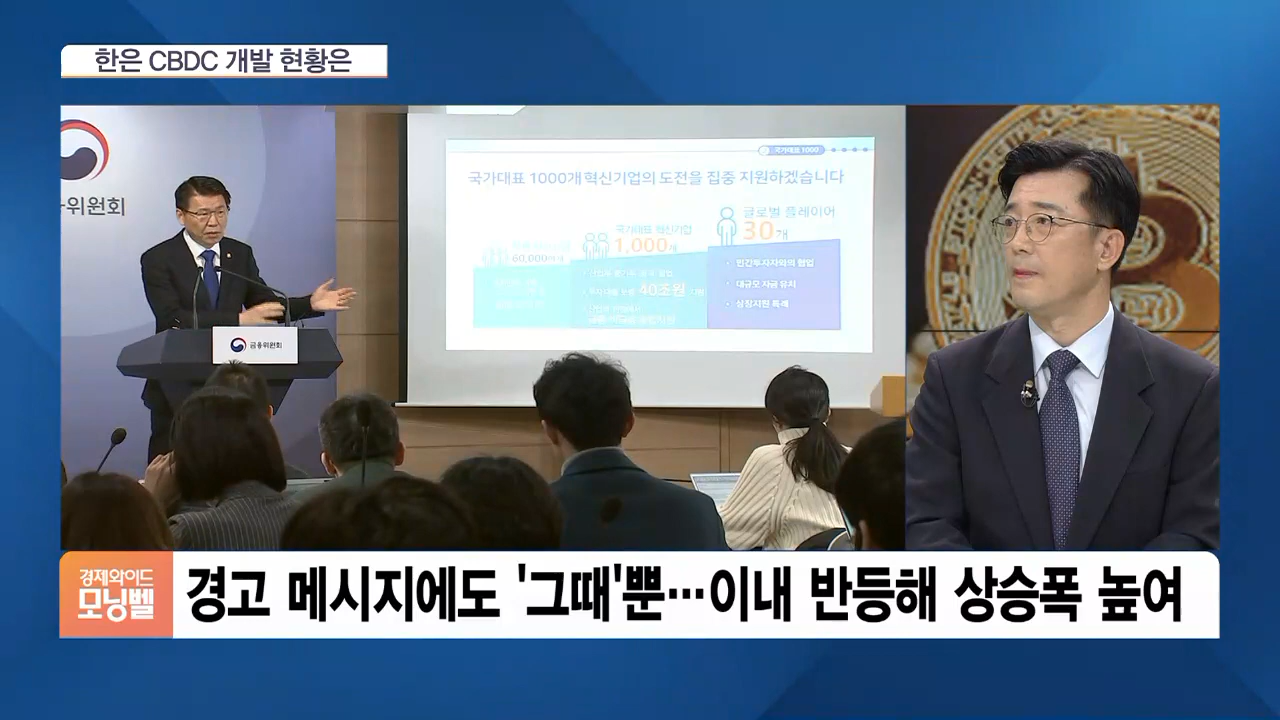 한은 CBDC 개발 현황은
위원회
금융위원회
국가대표 1000
국가대표 1000개 혁신기업의 도전을 집중 지원하겠습니다
60,000
국가대표 혁신기업
1,000개
40조원
글로벌 플레이어
30개
민간투자자와의 협업
대규모 자금 유치
상장지원 특례
경제와이드
모닝벨
경고 메시지에도 '그때'뿐…이내 반등해 상승폭 높여